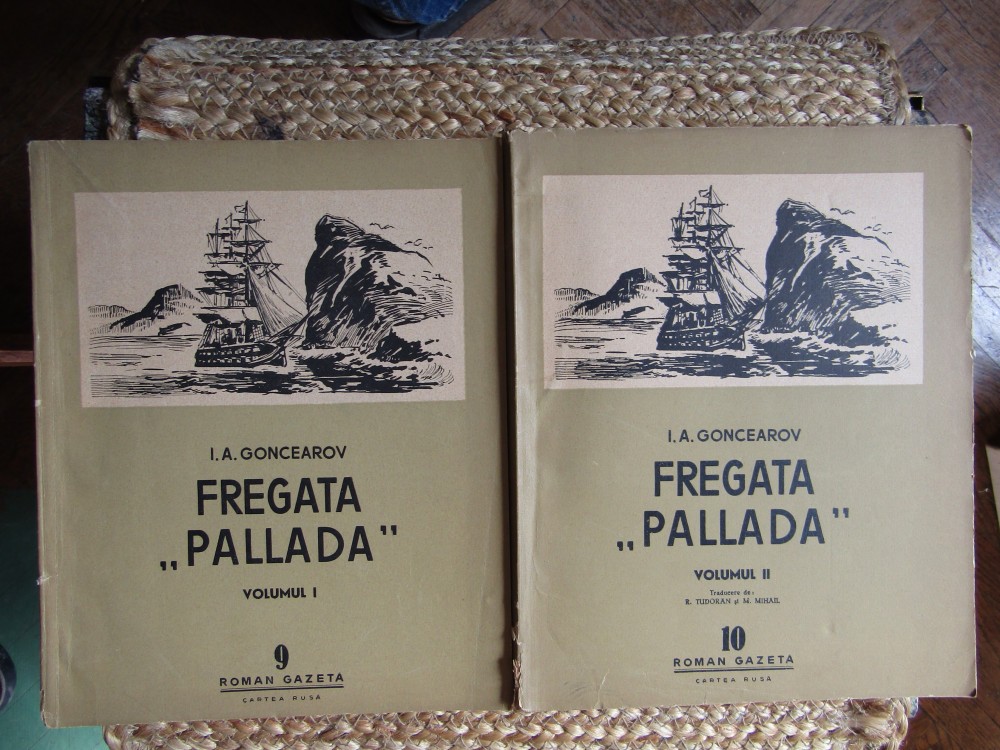 I. A. GONCEAROV
FREGATA
„PALLADA”
VOLUMUL I
9
ROMAN GAZETA
CARTEA RUSĂ
I. A. GONCEAROV
FREGATA
„PALLADA”
VOLUMUL II
Traducere de:
R. TUDORAN și M. MIHAIL
10
ROMAN GAZETA
CARTEA RUSĂ